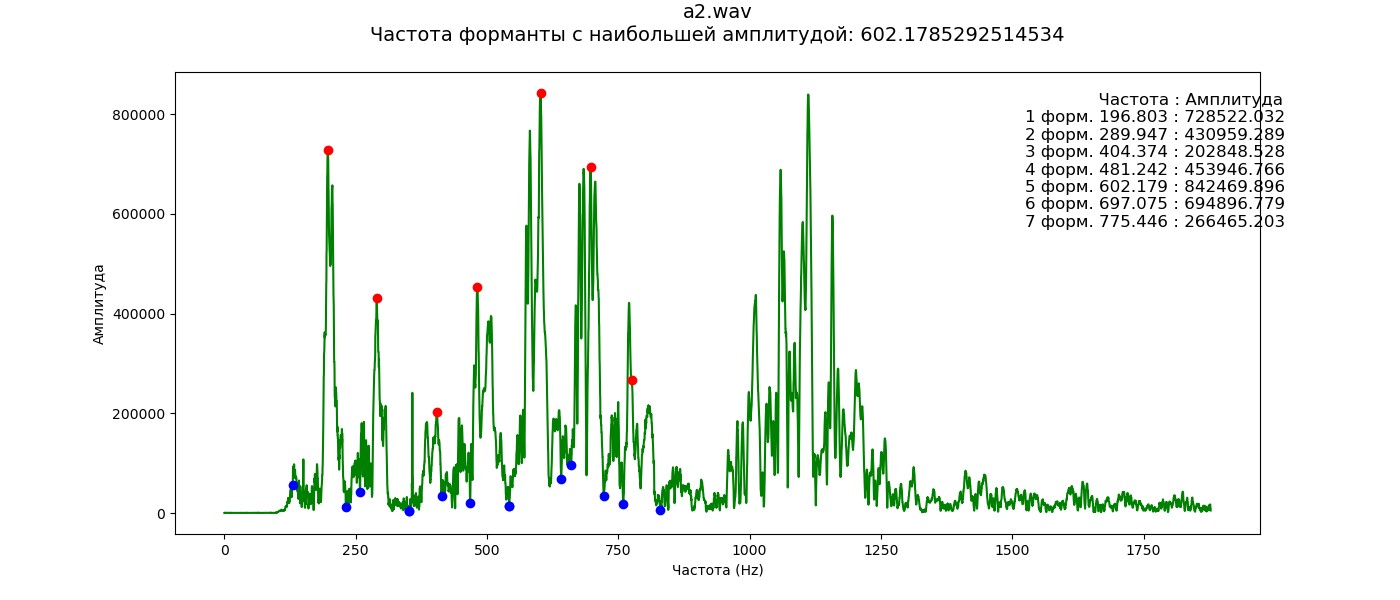 a2.wav
Частота форманты с наибольшей амплитудой: 602.1785292514534
Частота : Амплитуда
1 форм. 196.803 : 728522.032
2 форм. 289.947 : 430959.289
3 форм. 404.374 : 202848.528
4 форм. 481.242 : 453946.766
5 форм. 602.179 : 842469.896
6 форм. 697.075 : 694896.779
7 форм. 775.446 : 266465.203
Амплитуда
800000
600000
400000
200000
0
0 250 500 750 1000 1250 1500 1750
Частота (Hz)